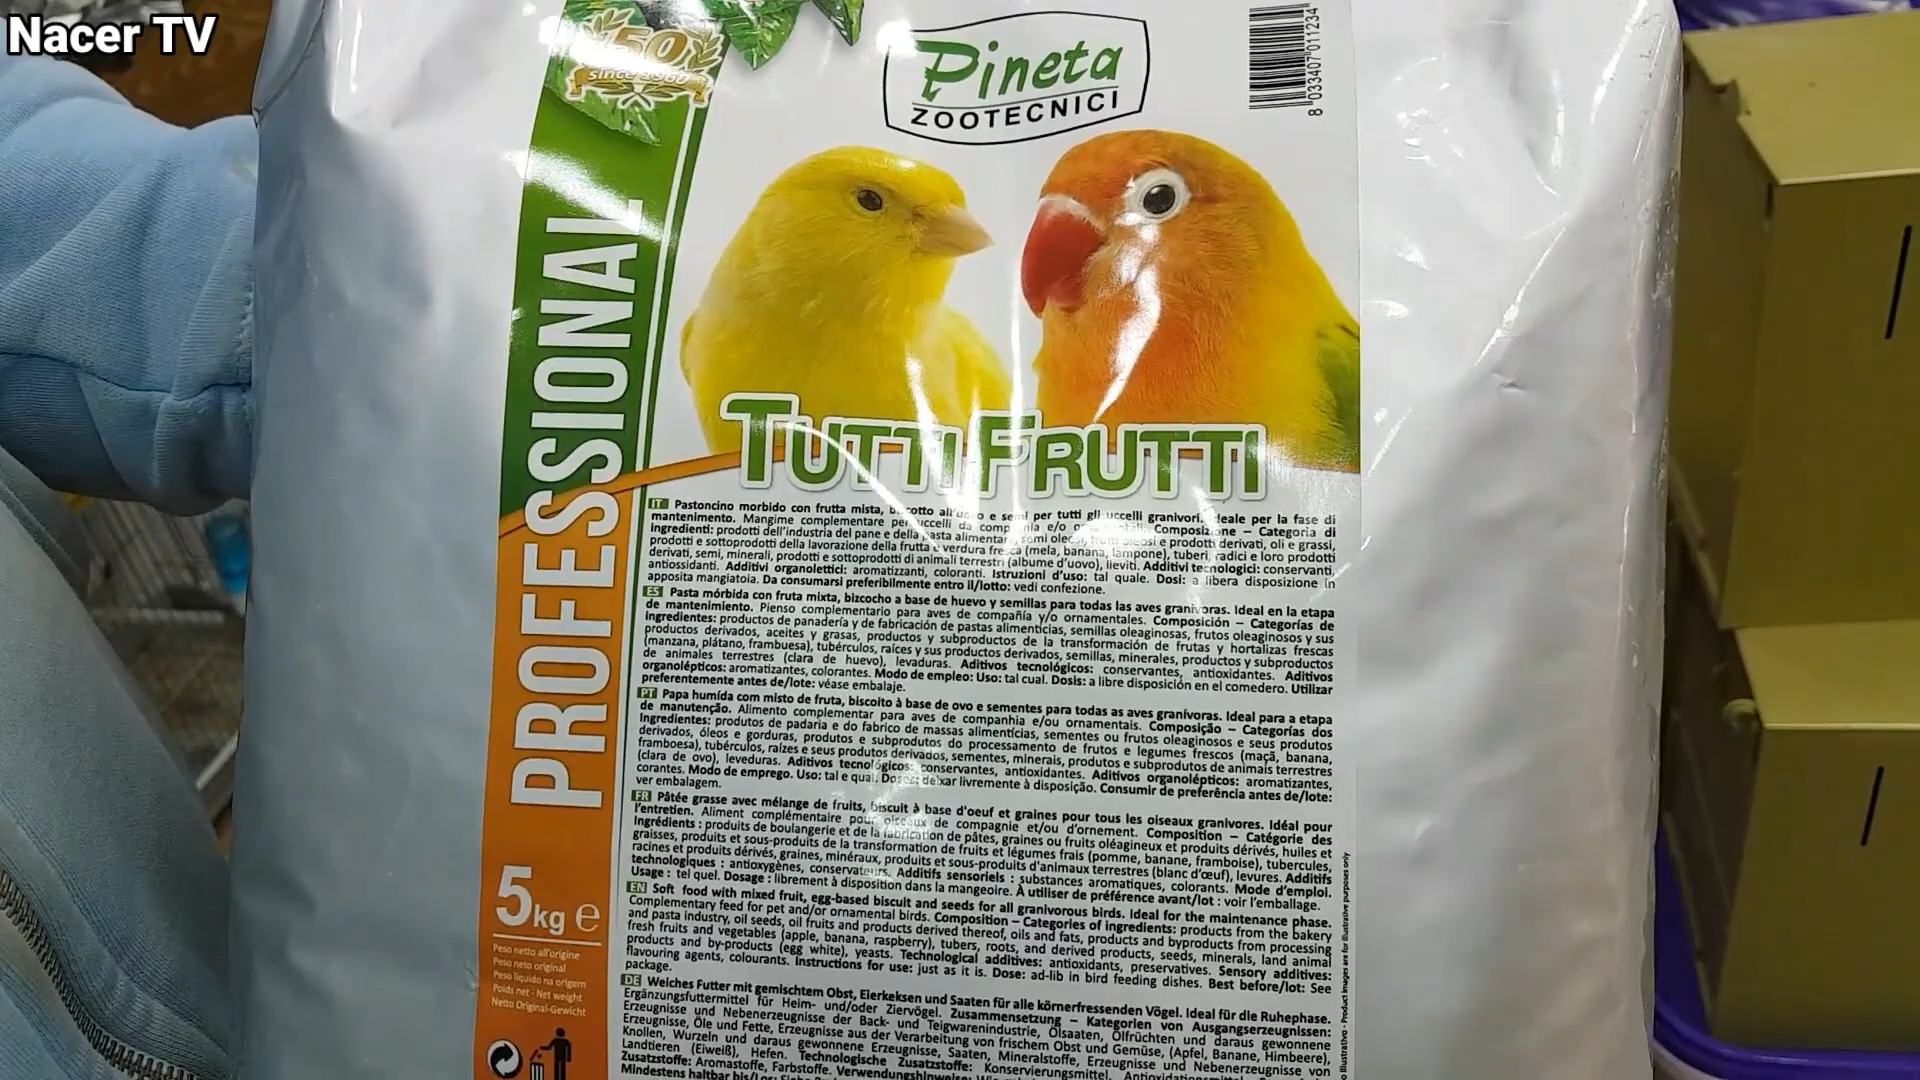 Nacer TV
50
since 1960
Pineta
ZOOTECNICI
8 033407 011234
PROFESSIONAL
TUTTI FRUTTI
IT Pastoncino morbido con frutta mista, biscotto all'uovo e semi per tutti gli uccelli granivori. Ideale per la fase di
mantenimento. Mangime complementare per uccelli da compagnia e/o ornamentali. Composizione – Categoria di
ingredienti: prodotti dell'industria del pane e della pasta alimentare, semi oleosi, frutti oleosi e prodotti derivati, oli e grassi,
prodotti e sottoprodotti della lavorazione della frutta e verdura fresca (mela, banana, lampone), tuberi, radici e loro prodotti
derivati, semi, minerali, prodotti e sottoprodotti di animali terrestri (albume d'uovo), lieviti. Additivi tecnologici: conservanti,
antiossidanti. Additivi organolettici: aromatizzanti, coloranti. Istruzioni d'uso: tal quale. Dosi: a libera disposizione in
apposita mangiatoia. Da consumarsi preferibilmente entro il/lotto: vedi confezione.
ES Pasta mórbida con fruta mixta, bizcocho a base de huevo y semillas para todas las aves granívoras. Ideal en la etapa
de mantenimiento. Pienso complementario para aves de compañía y/o ornamentales. Composición – Categorías de
Ingredientes: productos de panadería y de fabricación de pastas alimenticias, semillas oleaginosas, frutos oleaginosos y sus
productos derivados, aceites y grasas, productos y subproductos de la transformación de frutas y hortalizas frescas
(manzana, plátano, frambuesa), tubérculos, raíces y sus productos derivados, semillas, minerales, productos y subproductos
de animales terrestres (clara de huevo), levaduras. Aditivos tecnológicos: conservantes, antioxidantes. Aditivos
organolépticos: aromatizantes, colorantes. Modo de empleo: Uso: tal cual. Dosis: a libre disposición en el comedero. Utilizar
preferentemente antes de/lote: véase embalaje.
PT Papa humída com misto de fruta, biscoito à base de ovo e sementes para todas as aves granívoras. Ideal para a etapa
de manutenção. Alimento complementar para aves de companhia e/ou ornamentais. Composição – Categorías dos
Ingredientes: produtos de padaria e do fabrico de massas alimentícias, sementes ou frutos oleaginosos e seus produtos
derivados, óleos e gorduras, produtos e subprodutos do processamento de frutos e legumes frescos (maçã, banana,
framboesa), tubérculos, raízes e seus produtos derivados, sementes, minerais, produtos e subprodutos de animais terrestres
(clara de ovo), leveduras. Aditivos tecnológicos: conservantes, antioxidantes. Aditivos organolépticos: aromatizantes,
corantes. Modo de emprego. Uso: tal e qual. Doses: deixar livremente à disposição. Consumir de preferência antes de/lote:
ver embalagem.
FR Pâtée grasse avec mélange de fruits, biscuit à base d'oeuf et graines pour tous les oiseaux granivores. Idéal pour
l'entretien. Aliment complémentaire pour oiseaux de compagnie et/ou d'ornement. Composition – Catégorie des
Ingrédients : produits de boulangerie et de la fabrication de pâtes, graines ou fruits oléagineux et produits dérivés, huiles et
graisses, produits et sous-produits de la transformation de fruits et légumes frais (pomme, banane, framboise), tubercules,
racines et produits dérivés, graines, minéraux, produits et sous-produits d'animaux terrestres (blanc d'œuf), levures. Additifs
technologiques : antioxygènes, conservateurs. Additifs sensoriels : substances aromatiques, colorants. Mode d'emploi.
Usage : tel quel. Dosage : librement à disposition dans la mangeoire. À utiliser de préférence avant/lot : voir l'emballage.
EN Soft food with mixed fruit, egg-based biscuit and seeds for all granivorous birds. Ideal for the maintenance phase.
Complementary feed for pet and/or ornamental birds. Composition – Categories of ingredients: products from the bakery
and pasta industry, oil seeds, oil fruits and products derived thereof, oils and fats, products and byproducts from processing
fresh fruits and vegetables (apple, banana, raspberry), tubers, roots, and derived products, seeds, minerals, land animal
products and by-products (egg white), yeasts. Technological additives: antioxidants, preservatives. Sensory additives:
flavouring agents, colourants. Instructions for use: just as it is. Dose: ad-lib in bird feeding dishes. Best before/lot: See
package.
DE Weiches Futter mit gemischtem Obst, Eierkeksen und Saaten für alle körnerfressenden Vögel. Ideal für die Ruhephase.
Ergänzungsfuttermittel für Heim- und/oder Ziervögel. Zusammensetzung – Kategorien von Ausgangserzeugnissen:
Erzeugnisse und Nebenerzeugnisse der Back- und Teigwarenindustrie, Ölsaaten, Ölfrüchten und daraus gewonnene
Erzeugnisse, Öle und Fette, Erzeugnisse aus der Verarbeitung von frischem Obst und Gemüse, (Apfel, Banane, Himbeere),
Knollen, Wurzeln und daraus gewonnene Erzeugnisse, Saaten, Mineralstoffe, Erzeugnisse und Nebenerzeugnisse von
Landtieren (Eiweiß), Hefen. Technologische Zusatzstoffe: Konservierungsmittel,
Zusatzstoffe: Aromastoffe, Farbstoffe. Verwendungshinweise:
Mindestens haltbar bis/Los:
5kg e
Peso netto all'origine
Peso neto original
Peso líquido na origem
Poids net - Net weight
Netto Original-Gewicht
illustrativo - Product images are for illustrative purposes only